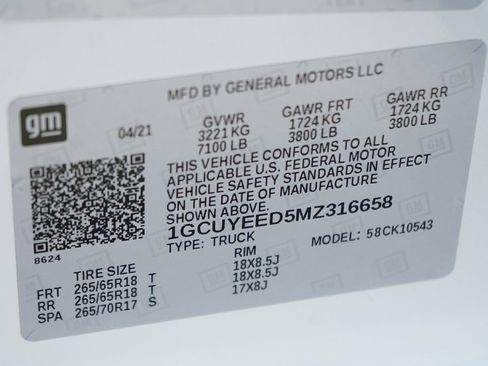 gm
MFD BY GENERAL MOTORS LLC
04/21 GVWR GAWR FRT GAWR RR
3221 KG 1724 KG 1724 KG
7100 LB 3800 LB 3800 LB
THIS VEHICLE CONFORMS TO ALL
APPLICABLE U.S. FEDERAL MOTOR
VEHICLE SAFETY STANDARDS IN EFFECT
ON THE DATE OF MANUFACTURE
SHOWN ABOVE.
8624
1GCUYEED5MZ316658
TYPE: TRUCK MODEL: 58CK10543
TIRE SIZE RIM
FRT 265/65R18 T 18X8.5J
RR 265/65R18 T 18X8.5J
SPA 265/70R17 S 17X8J